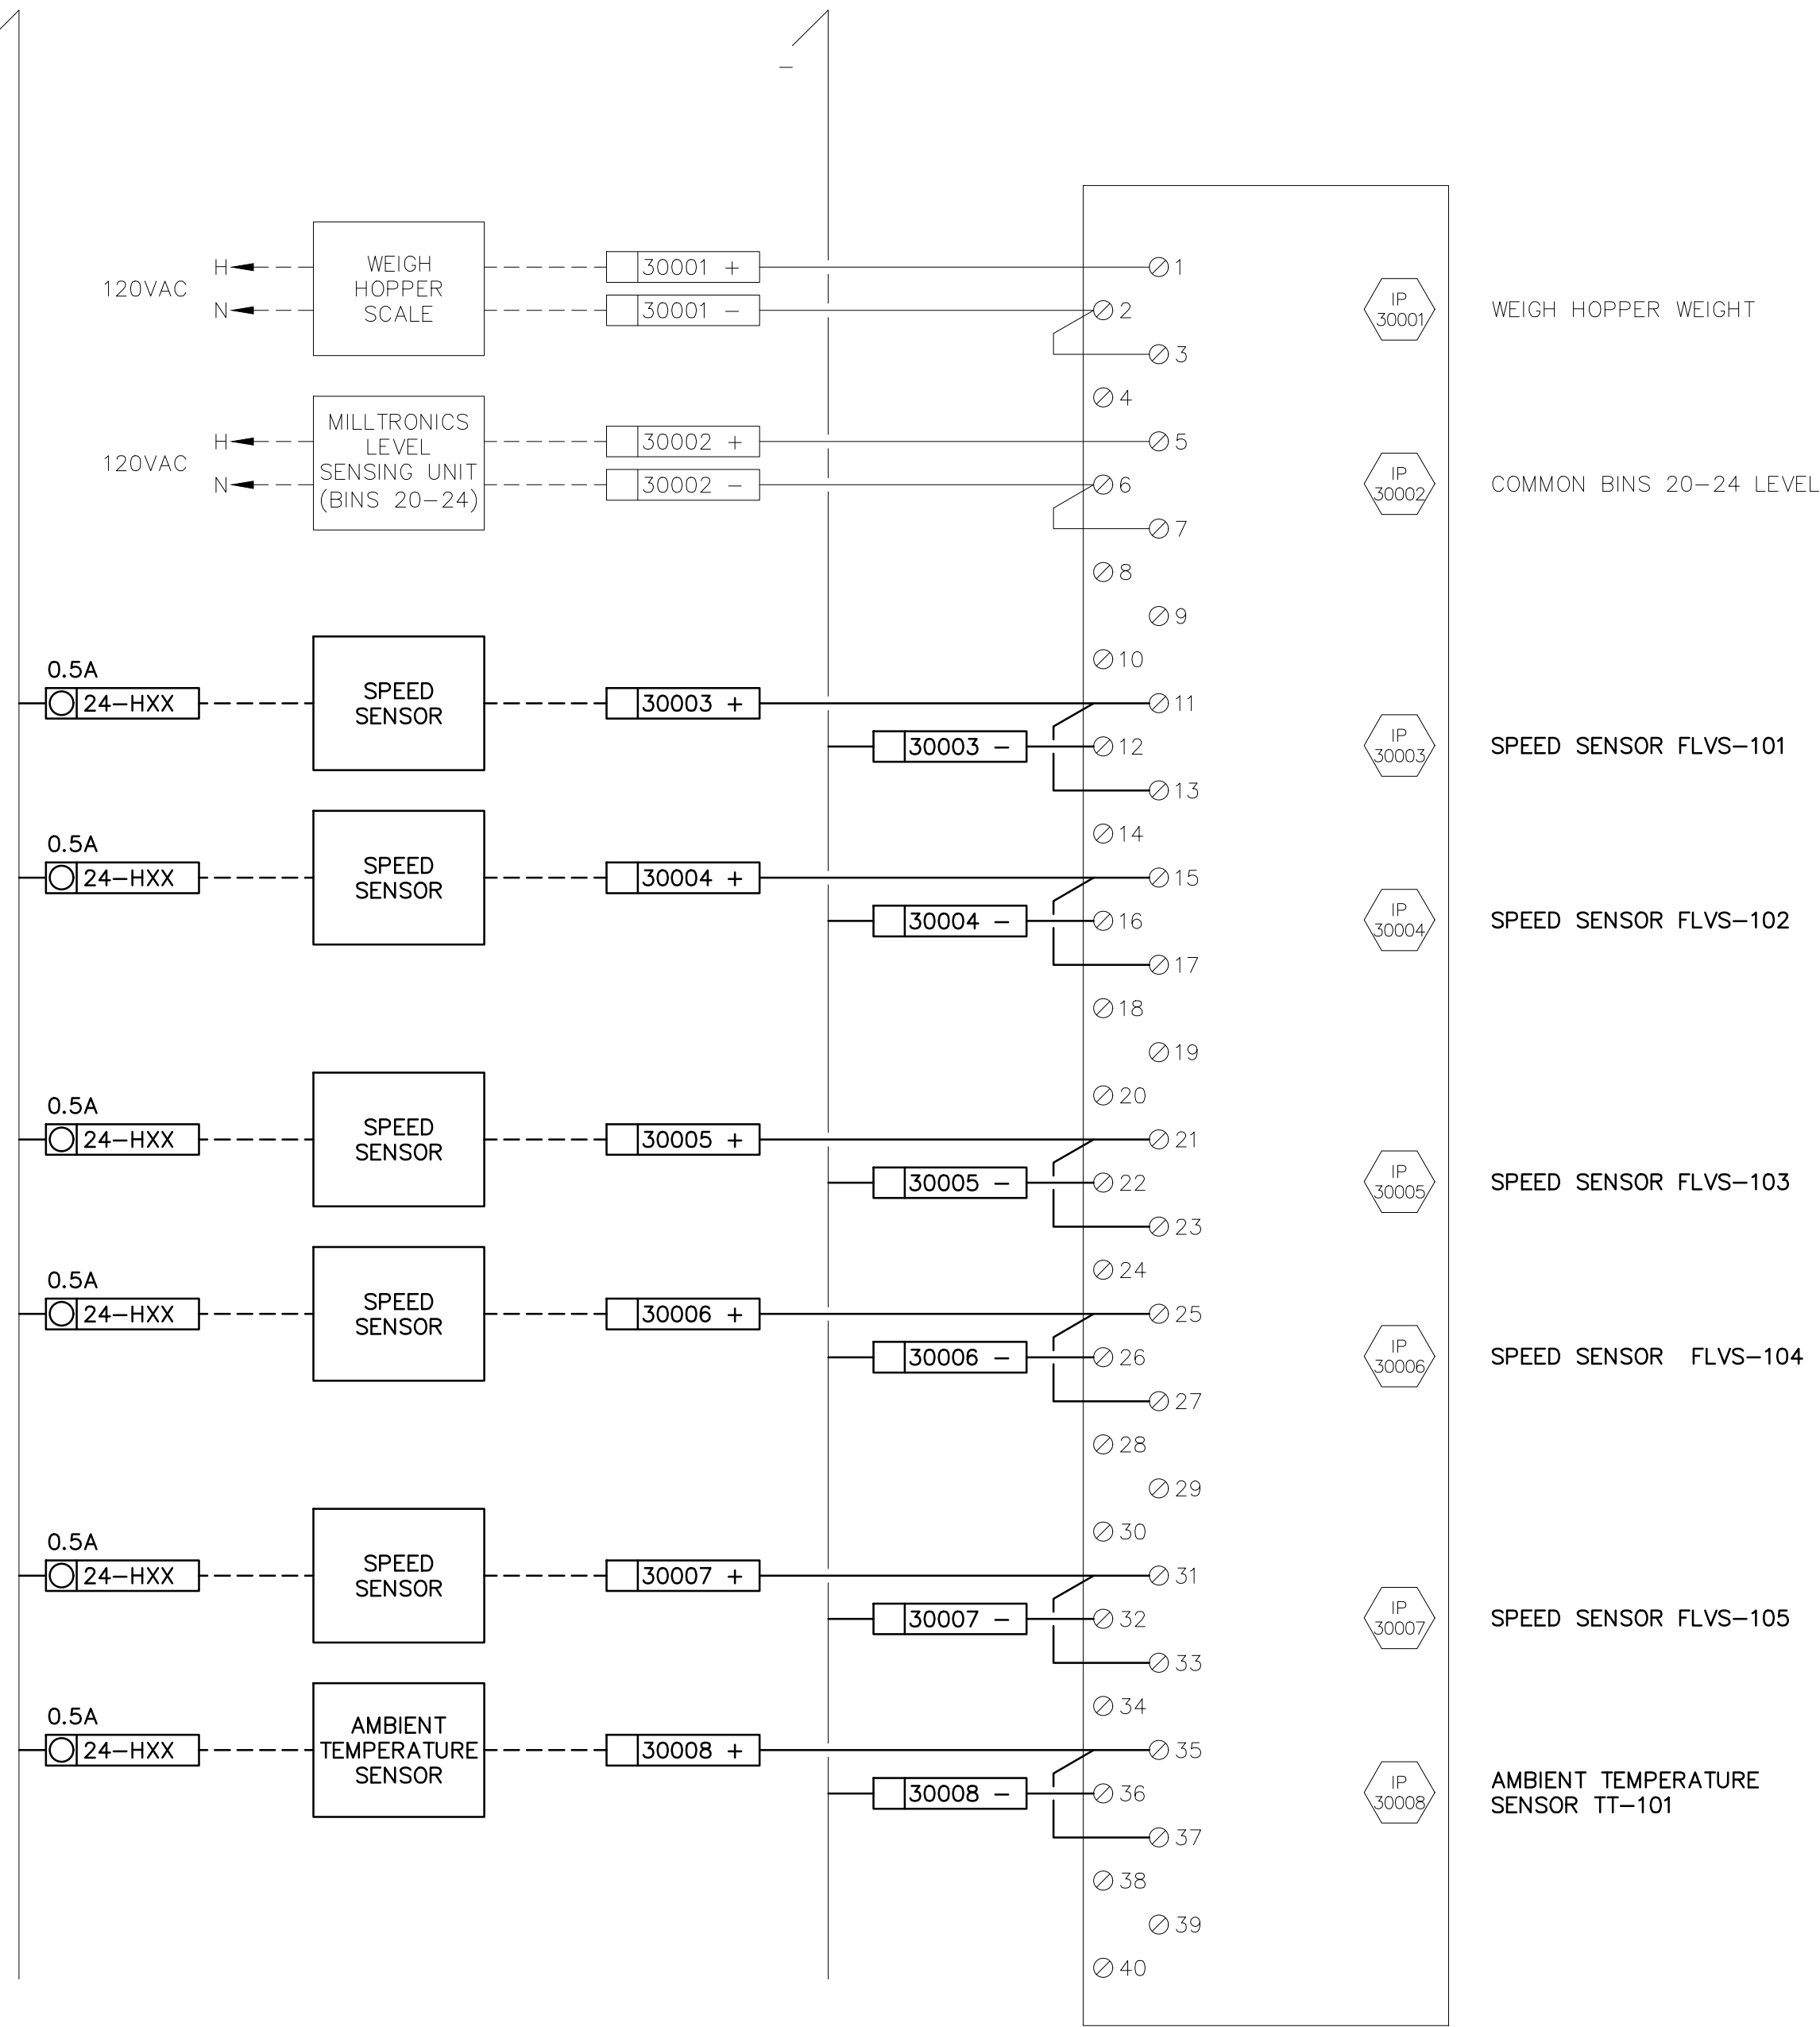 −
WEIGH
HOPPER
SCALE
120VAC
H
N
30001 +
30001 −
1
2
3
4
IP
30001
WEIGH HOPPER WEIGHT
MILLTRONICS
LEVEL
SENSING UNIT
(BINS 20−24)
120VAC
H
N
30002 +
30002 −
5
6
7
8
9
10
IP
30002
COMMON BINS 20−24 LEVEL
0.5A
24−HXX
SPEED
SENSOR
30003 +
30003 −
11
12
13
14
IP
30003
SPEED SENSOR FLVS−101
0.5A
24−HXX
SPEED
SENSOR
30004 +
30004 −
15
16
17
18
19
20
IP
30004
SPEED SENSOR FLVS−102
0.5A
24−HXX
SPEED
SENSOR
30005 +
30005 −
21
22
23
24
IP
30005
SPEED SENSOR FLVS−103
0.5A
24−HXX
SPEED
SENSOR
30006 +
30006 −
25
26
27
28
29
30
IP
30006
SPEED SENSOR FLVS−104
0.5A
24−HXX
SPEED
SENSOR
30007 +
30007 −
31
32
33
34
IP
30007
SPEED SENSOR FLVS−105
0.5A
24−HXX
AMBIENT
TEMPERATURE
SENSOR
30008 +
30008 −
35
36
37
38
39
40
IP
30008
AMBIENT TEMPERATURE
SENSOR TT−101